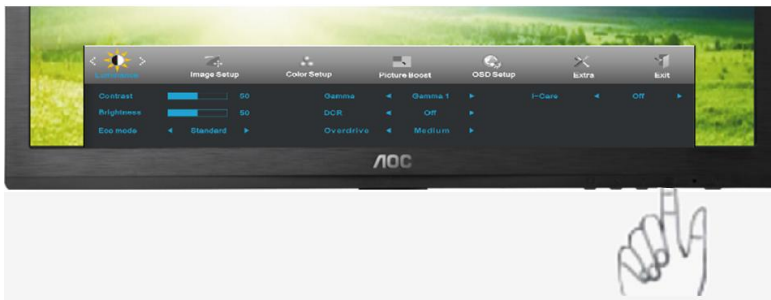 Luminance Image Setup Color Setup Picture Boost OSD Setup Extra Exit
Contrast 50 Gamma Gamma 1 i-Care Off
Brightness 50 DCR Off
Eco mode Standard Overdrive Medium
AOC